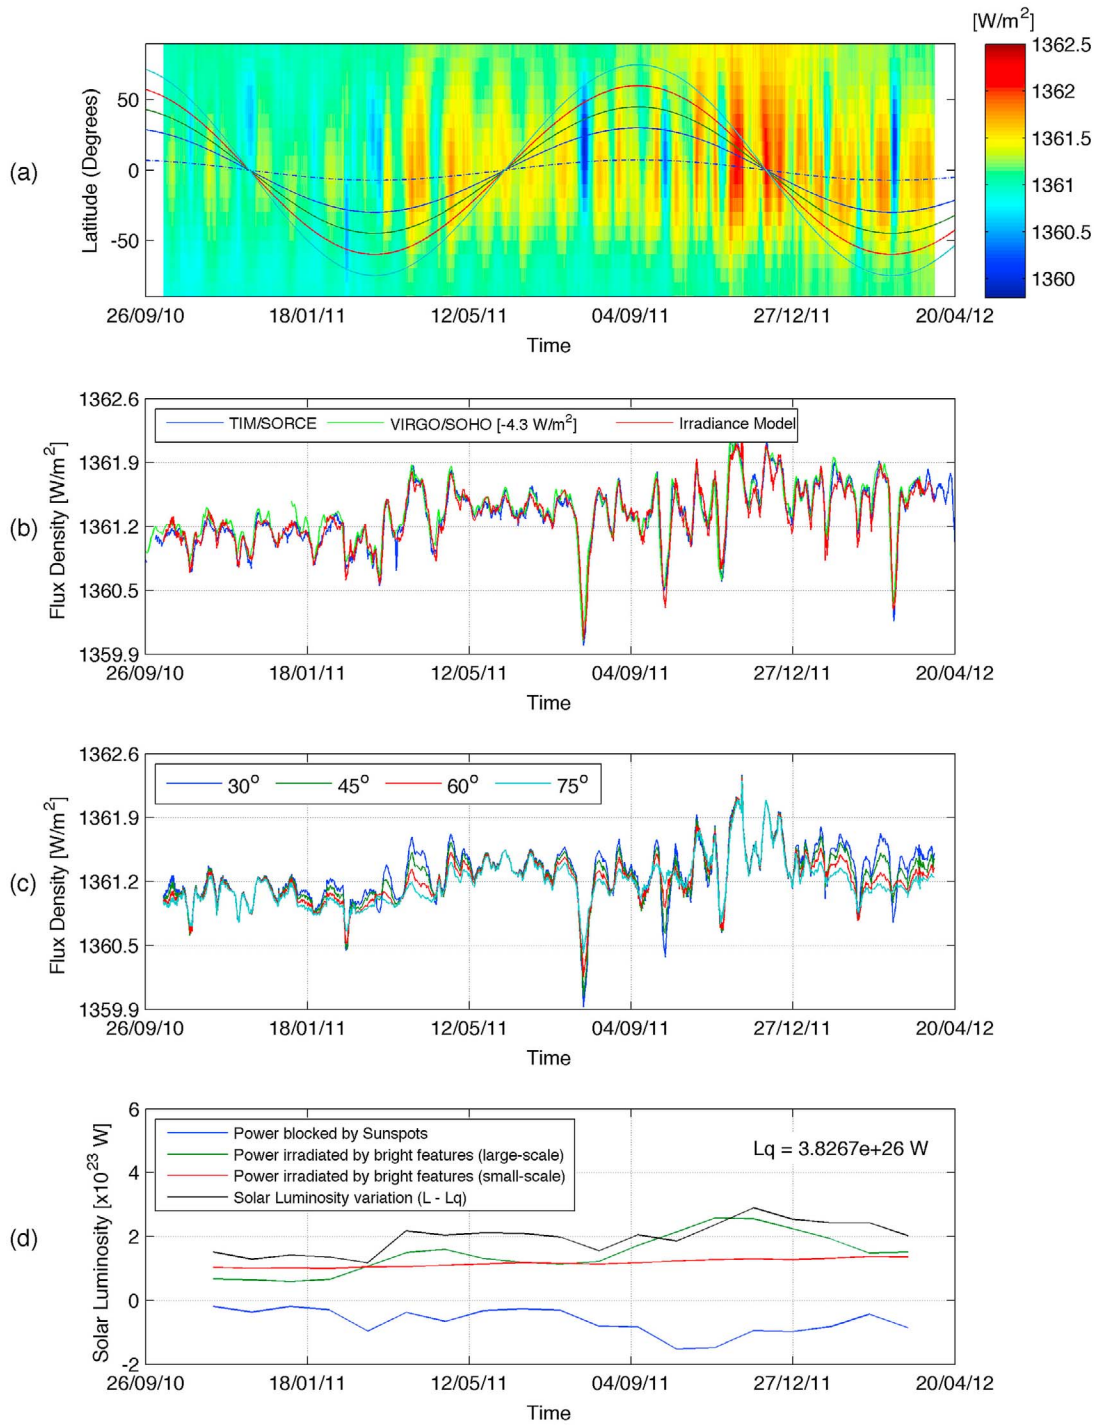 [W/m2]
(a)
Latitude (Degrees)
50
0
-50
26/09/10 18/01/11 12/05/11 04/09/11 27/12/11 20/04/12
Time
1362.5
1362
1361.5
1361
1360.5
1360
(b)
Flux Density [W/m2]
1362.6
1361.9
1361.2
1360.5
1359.9
TIM/SORCE VIRGO/SOHO [-4.3 W/m2] Irradiance Model
26/09/10 18/01/11 12/05/11 04/09/11 27/12/11 20/04/12
Time
(c)
Flux Density [W/m2]
1362.6
1361.9
1361.2
1360.5
1359.9
30o 45o 60o 75o
26/09/10 18/01/11 12/05/11 04/09/11 27/12/11 20/04/12
Time
(d)
Solar Luminosity [x10 23 W]
6
4
2
0
-2
Power blocked by Sunspots
Power irradiated by bright features (large-scale)
Power irradiated by bright features (small-scale)
Solar Luminosity variation (L - Lq)
Lq = 3.8267e+26 W
26/09/10 18/01/11 12/05/11 04/09/11 27/12/11 20/04/12
Time